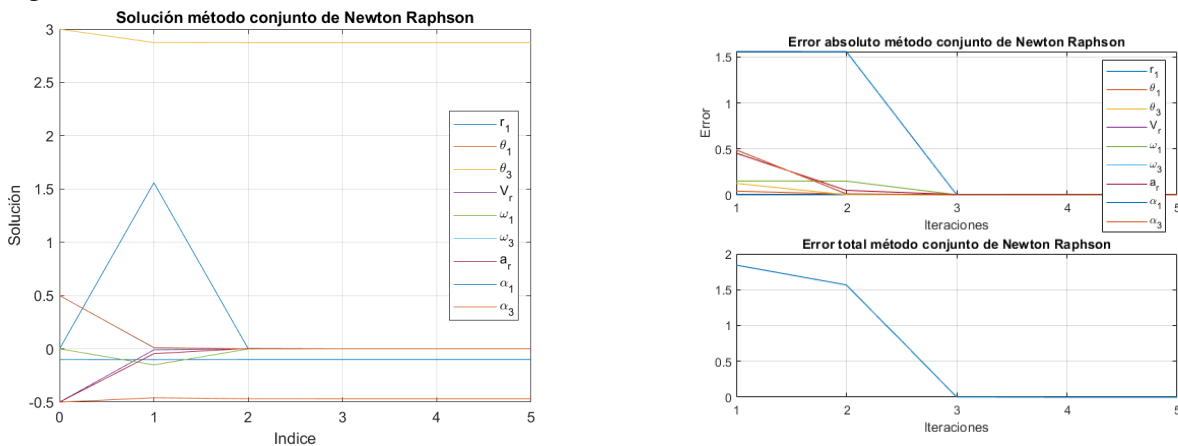 Solución método conjunto de Newton Raphson
3
2.5
2
1.5
1
0.5
0
-0.5
Solución
0 1 2 3 4 5
Indice
r₁
θ₁
θ₃
Vᵣ
ω₁
ω₃
aᵣ
α₁
α₃
Error absoluto método conjunto de Newton Raphson
1.5
1
0.5
0
Error
1 2 3 4 5
Iteraciones
r₁
θ₁
θ₃
Vᵣ
ω₁
ω₃
aᵣ
α₁
α₃
Error total método conjunto de Newton Raphson
2
1.5
1
0.5
0
1 2 3 4 5
Iteraciones